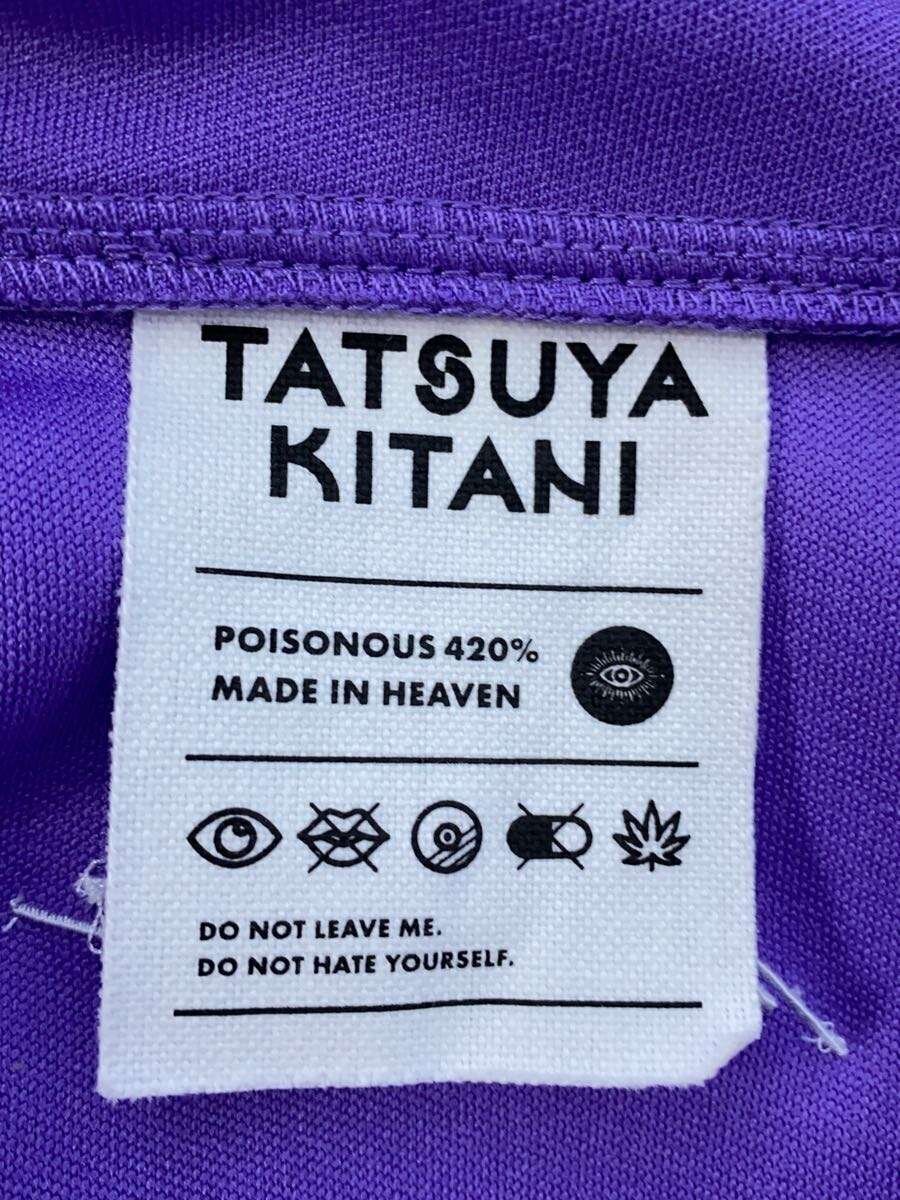 TATSUYA
KITANI
POISONOUS 420%
MADE IN HEAVEN
DO NOT LEAVE ME.
DO NOT HATE YOURSELF.